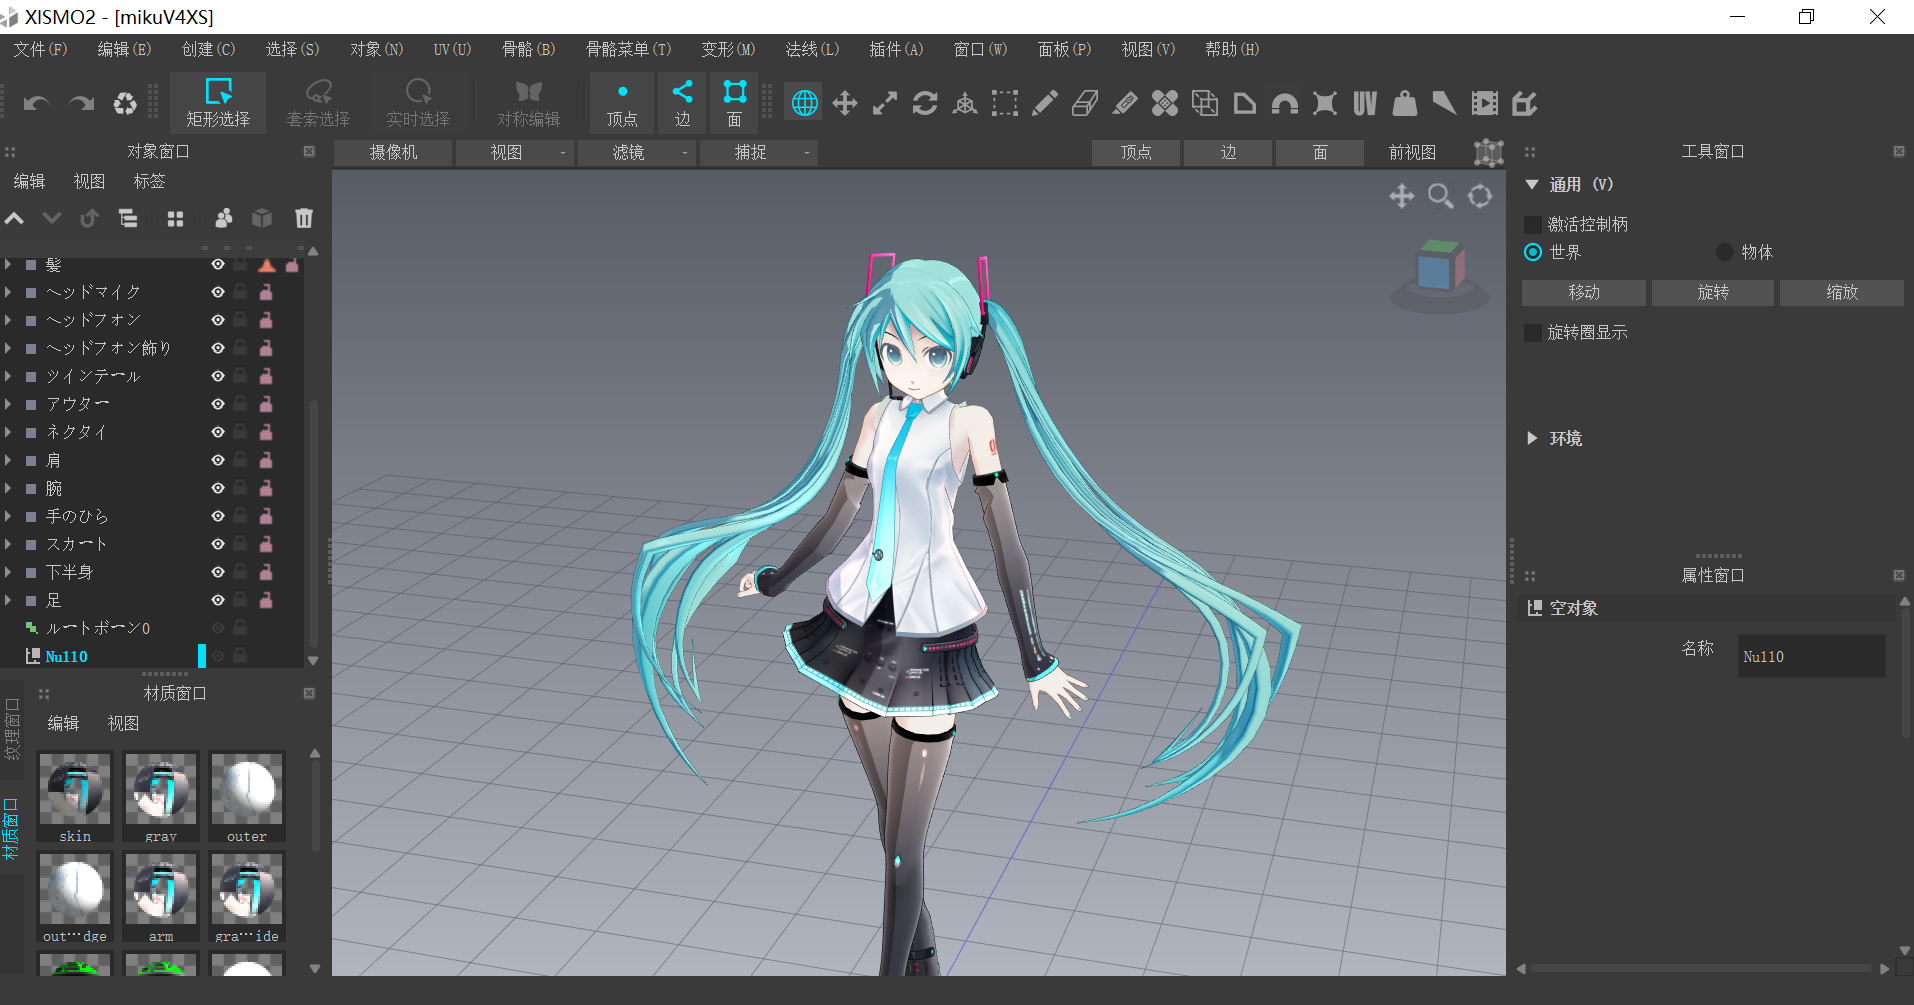 XISMO2 - [mikuV4XS]
文件(F) 编辑(E) 创建(C) 选择(S) 对象(N) UV(U) 骨骼(B) 骨骼菜单(T) 变形(M) 法线(L) 插件(A) 窗口(W) 面板(P) 视图(V) 帮助(H)
矩形选择 套索选择 实时选择 对称编辑 顶点 边 面 UV
对象窗口
编辑 视图 标签
髪
ヘッドマイク
ヘッドフォン
ヘッドフォン飾り
ツインテール
アウター
ネクタイ
肩
腕
手のひら
スカート
下半身
足
ルートボーン0
Null0
材质窗口
编辑 视图
纹理窗口
材质窗口
skin gray outer
out…dge arm gra…ide
摄像机 视图 - 滤镜 - 捕捉 - 顶点 边 面 前视图
工具窗口
通用 (V)
激活控制柄
世界 物体
移动 旋转 缩放
旋转圈显示
环境
属性窗口
空对象
名称 Null0